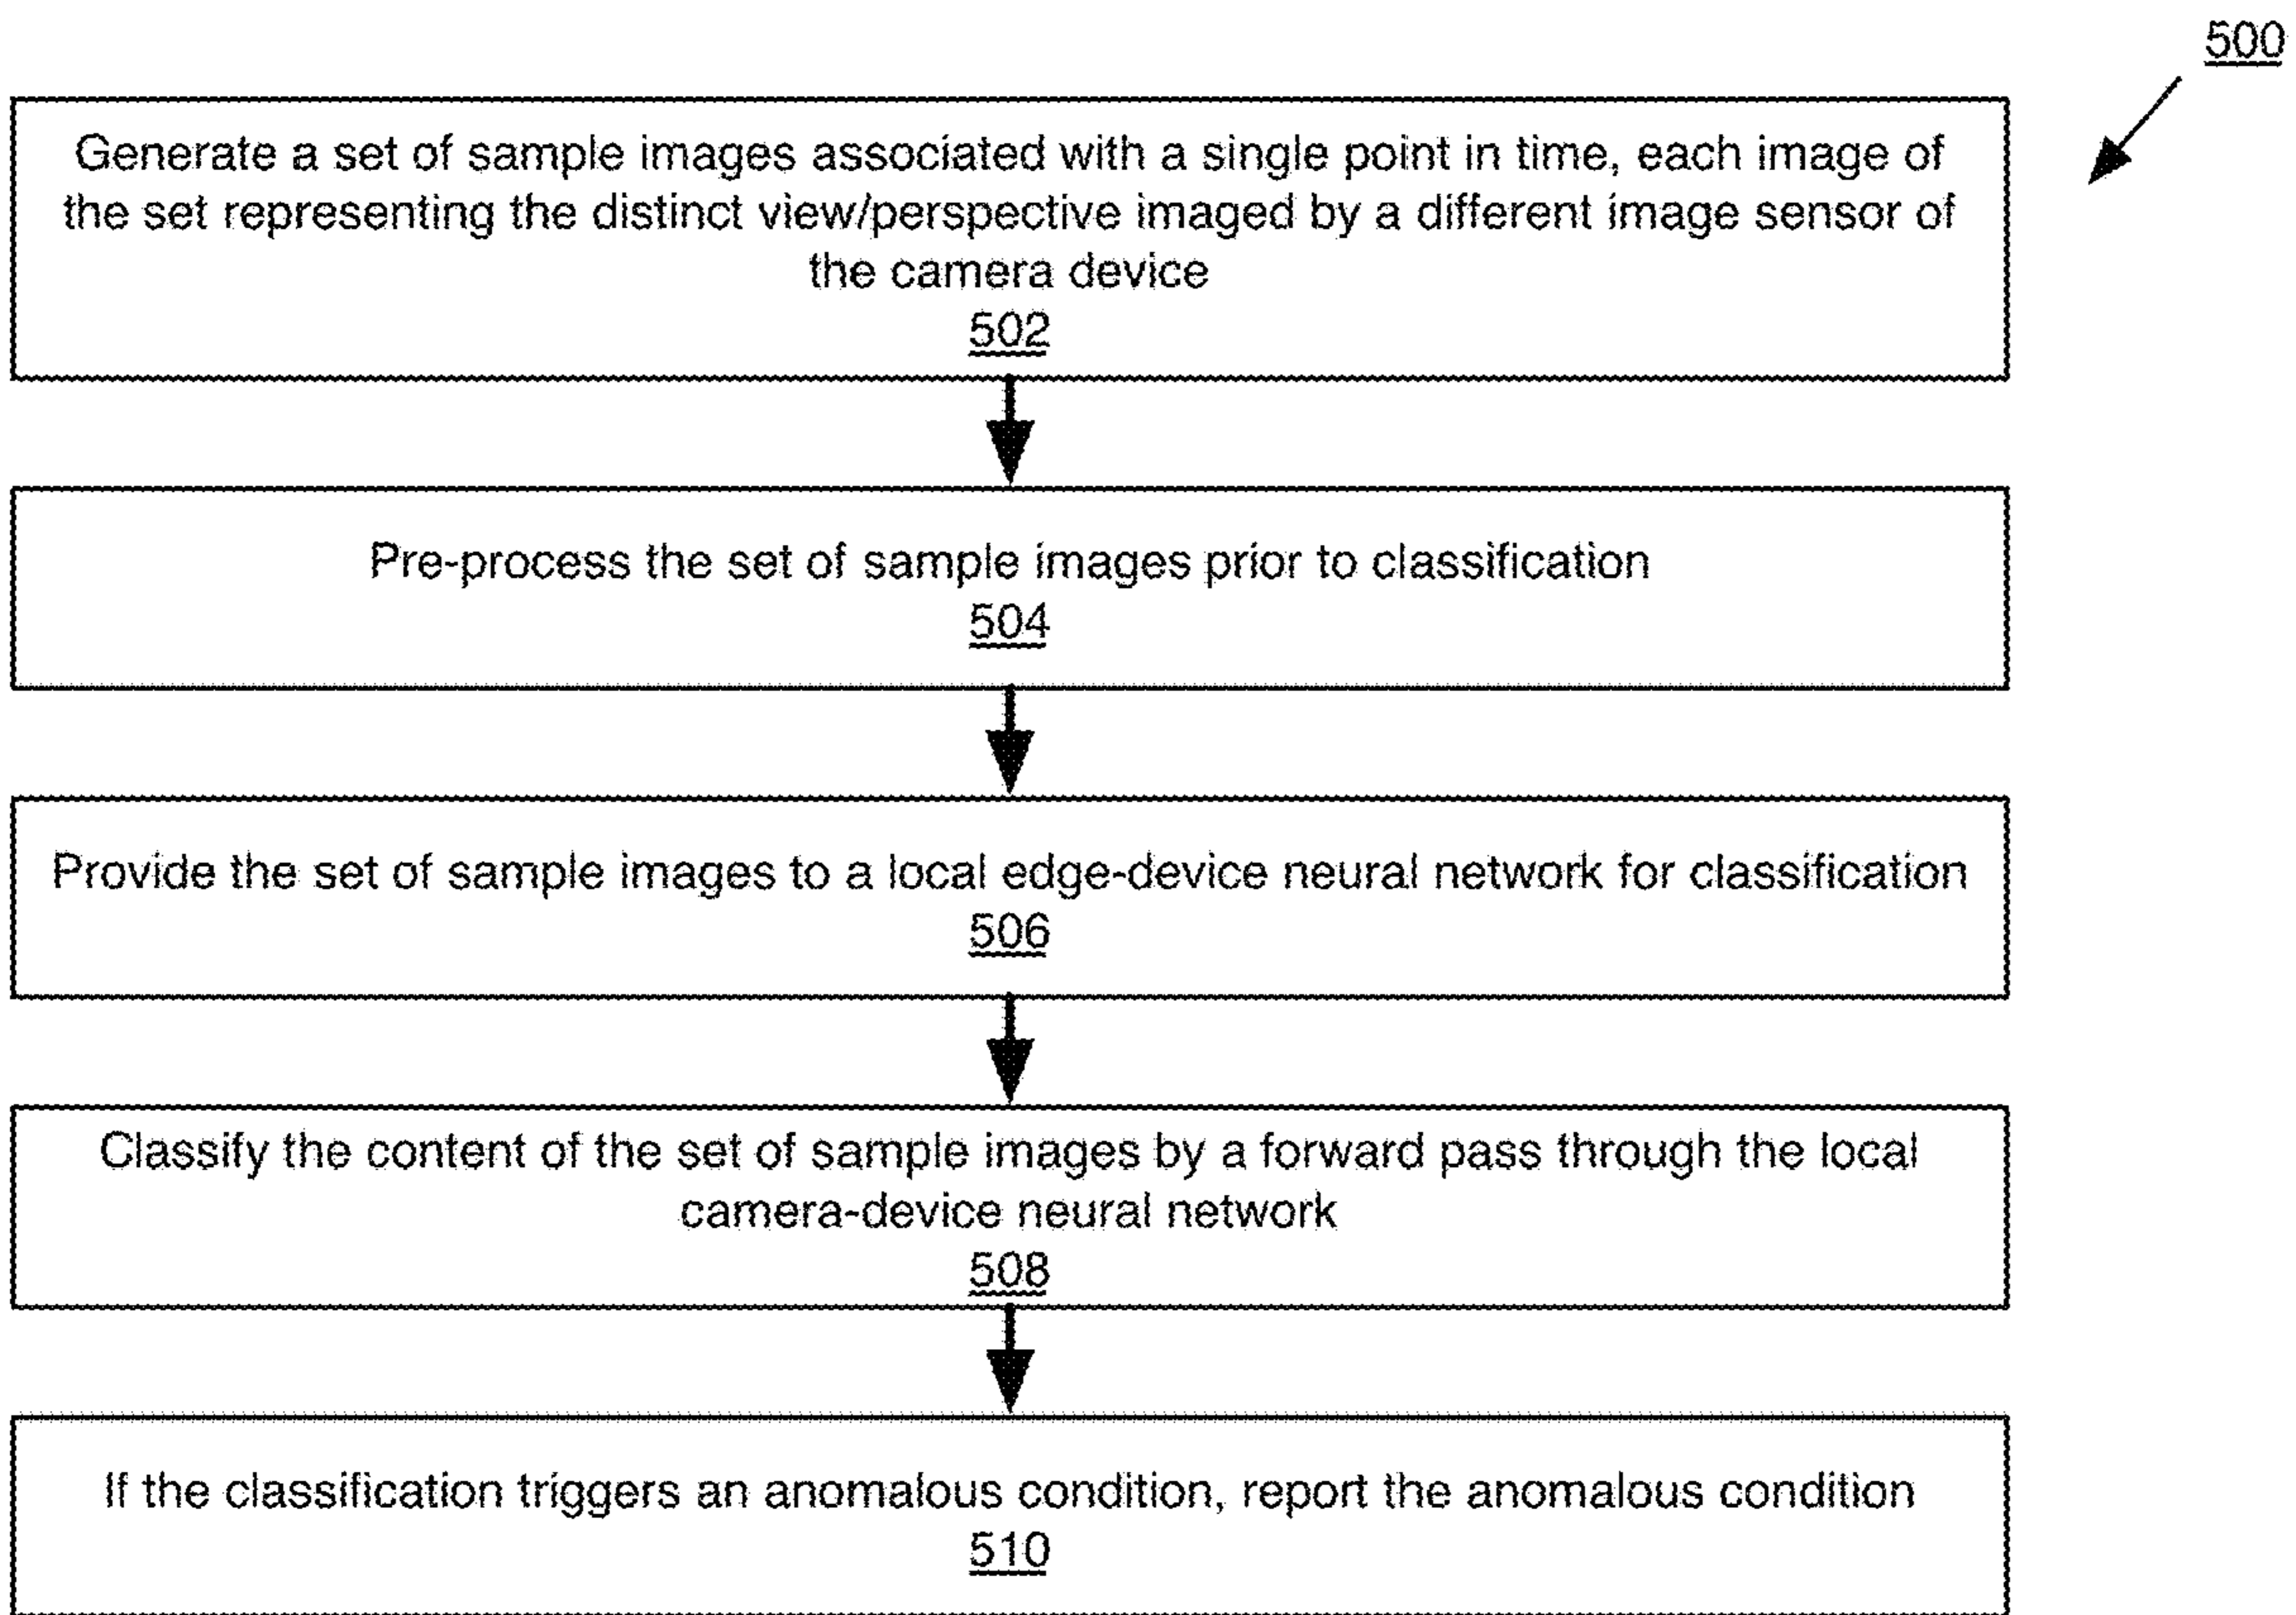 500
Generate a set of sample images associated with a single point in time, each image of
the set representing the distinct view/perspective imaged by a different image sensor of
the camera device
502
Pre-process the set of sample images prior to classification
504
Provide the set of sample images to a local edge-device neural network for classification
506
Classify the content of the set of sample images by a forward pass through the local
camera-device neural network
508
If the classification triggers an anomalous condition, report the anomalous condition
510